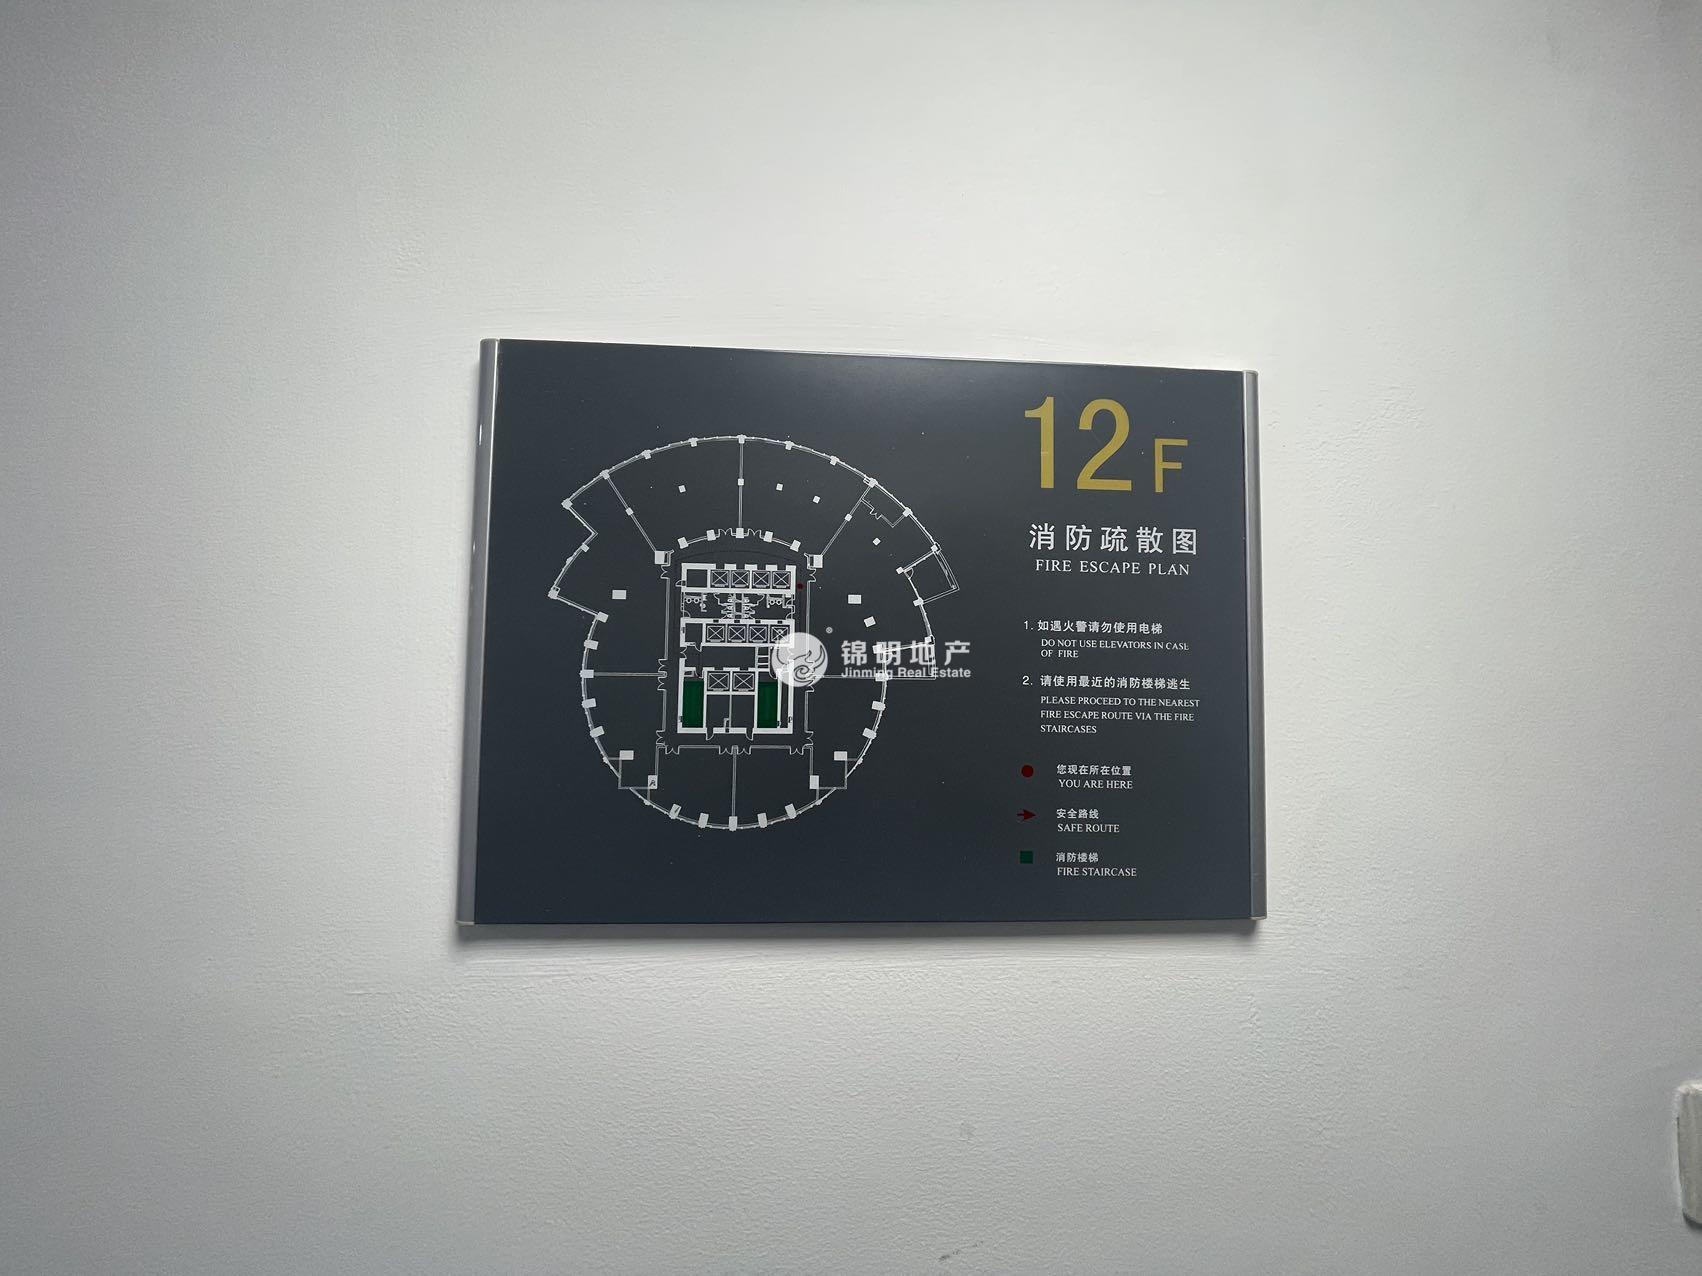 12F
消防疏散图
FIRE ESCAPE PLAN
1. 如遇火警请勿使用电梯
DO NOT USE ELEVATORS IN CASE
OF FIRE
2. 请使用最近的消防楼梯逃生
PLEASE PROCEED TO THE NEAREST
FIRE ESCAPE ROUTE VIA THE FIRE
STAIRCASES
您现在所在位置
YOU ARE HERE
安全路线
SAFE ROUTE
消防楼梯
FIRE STAIRCASE
®
锦明地产
Jinming Real Estate